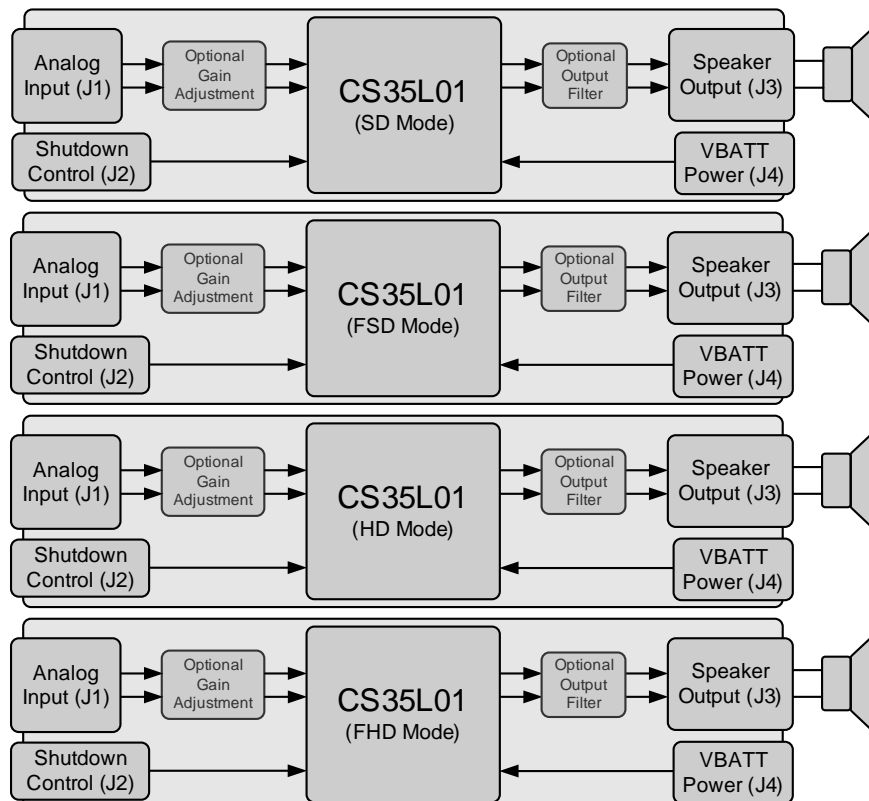 Analog
Input (J1)
Optional
Gain
Adjustment
CS35L01
(SD Mode)
Optional
Output
Filter
Speaker
Output (J3)
Shutdown
Control (J2)
VBATT
Power (J4)
Analog
Input (J1)
Optional
Gain
Adjustment
CS35L01
(FSD Mode)
Optional
Output
Filter
Speaker
Output (J3)
Shutdown
Control (J2)
VBATT
Power (J4)
Analog
Input (J1)
Optional
Gain
Adjustment
CS35L01
(HD Mode)
Optional
Output
Filter
Speaker
Output (J3)
Shutdown
Control (J2)
VBATT
Power (J4)
Analog
Input (J1)
Optional
Gain
Adjustment
CS35L01
(FHD Mode)
Optional
Output
Filter
Speaker
Output (J3)
Shutdown
Control (J2)
VBATT
Power (J4)